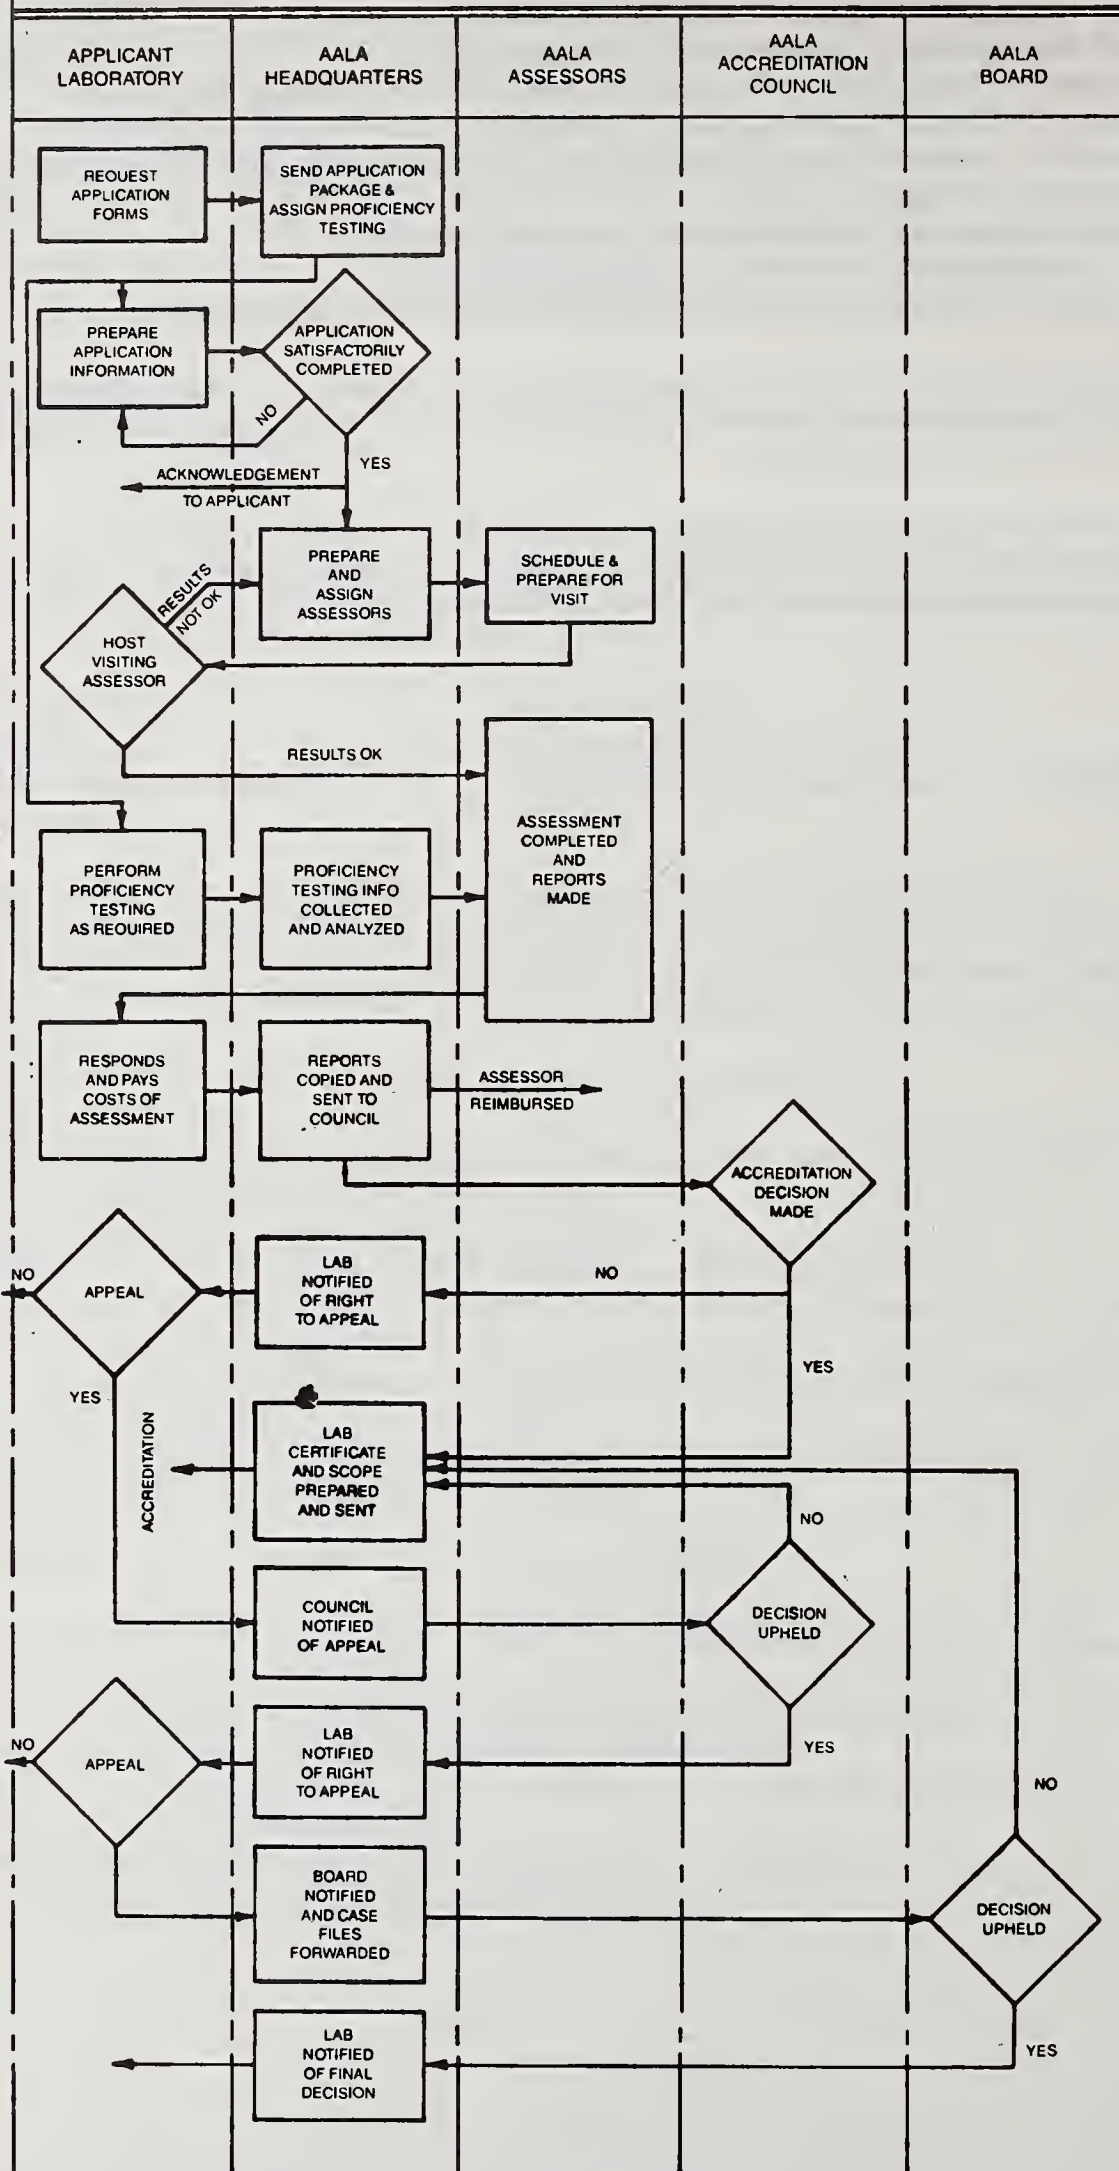 APPLICANT
LABORATORY
AALA
HEADQUARTERS
AALA
ASSESSORS
AALA
ACCREDITATION
COUNCIL
AALA
BOARD
REQUEST
APPLICATION
FORMS
SEND APPLICATION
PACKAGE &
ASSIGN PROFICIENCY
TESTING
PREPARE
APPLICATION
INFORMATION
APPLICATION
SATISFACTORILY
COMPLETED
NO
YES
ACKNOWLEDGEMENT
TO APPLICANT
PREPARE
AND
ASSIGN
ASSESSORS
SCHEDULE &
PREPARE FOR
VISIT
RESULTS
NOT OK
HOST
VISITING
ASSESSOR
RESULTS OK
ASSESSMENT
COMPLETED
AND
REPORTS
MADE
PERFORM
PROFICIENCY
TESTING
AS REQUIRED
PROFICIENCY
TESTING INFO
COLLECTED
AND ANALYZED
RESPONDS
AND PAYS
COSTS OF
ASSESSMENT
REPORTS
COPIED AND
SENT TO
COUNCIL
ASSESSOR
REIMBURSED
ACCREDITATION
DECISION
MADE
NO
APPEAL
LAB
NOTIFIED
OF RIGHT
TO APPEAL
NO
YES
YES
ACCREDITATION
LAB
CERTIFICATE
AND SCOPE
PREPARED
AND SENT
NO
COUNCIL
NOTIFIED
OF APPEAL
DECISION
UPHELD
NO
APPEAL
LAB
NOTIFIED
OF RIGHT
TO APPEAL
YES
NO
BOARD
NOTIFIED
AND CASE
FILES
FORWARDED
DECISION
UPHELD
LAB
NOTIFIED
OF FINAL
DECISION
YES